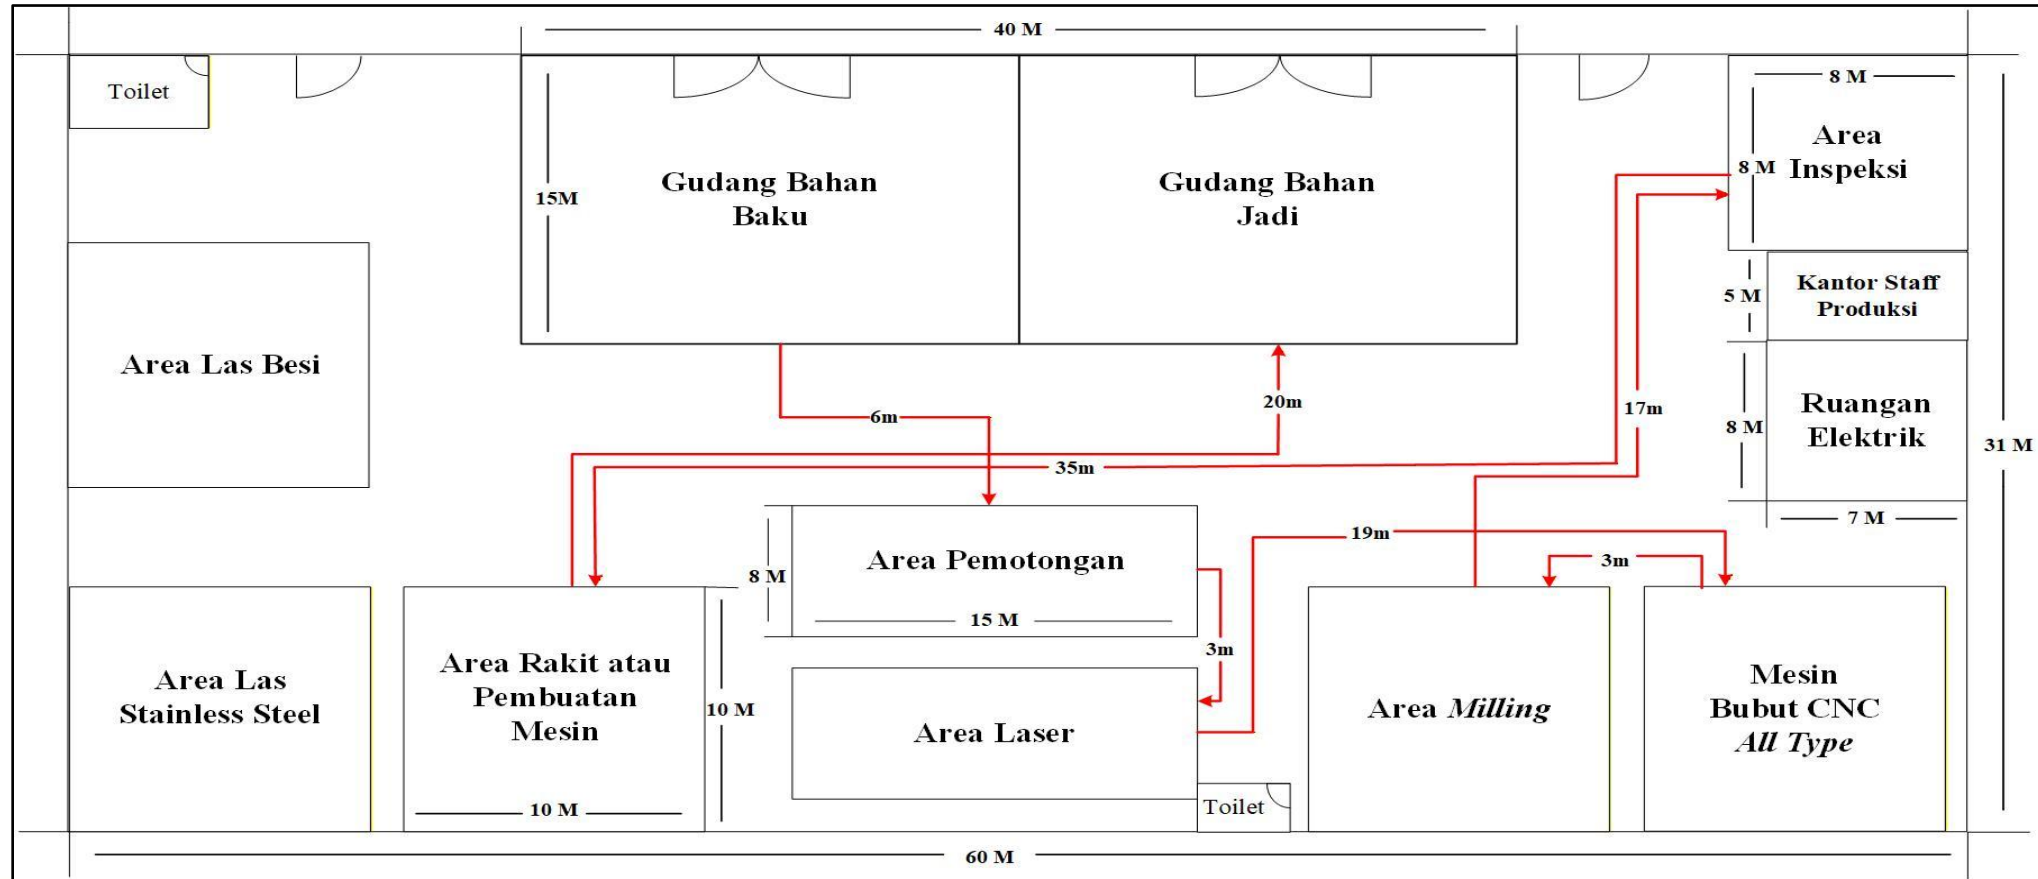 40 M
Toilet
8 M
Area
Inspeksi
8 M
Gudang Bahan
Baku
15M
Gudang Bahan
Jadi
Kantor Staff
Produksi
5 M
Area Las Besi
6m
20m
17m
Ruangan
Elektrik
8 M
31 M
35m
7 M
19m
Area Pemotongan
8 M
15 M
3m
3m
Area Las
Stainless Steel
Area Rakit atau
Pembuatan
Mesin
10 M
10 M
Area Laser
Area Milling
Mesin
Bubut CNC
All Type
Toilet
60 M